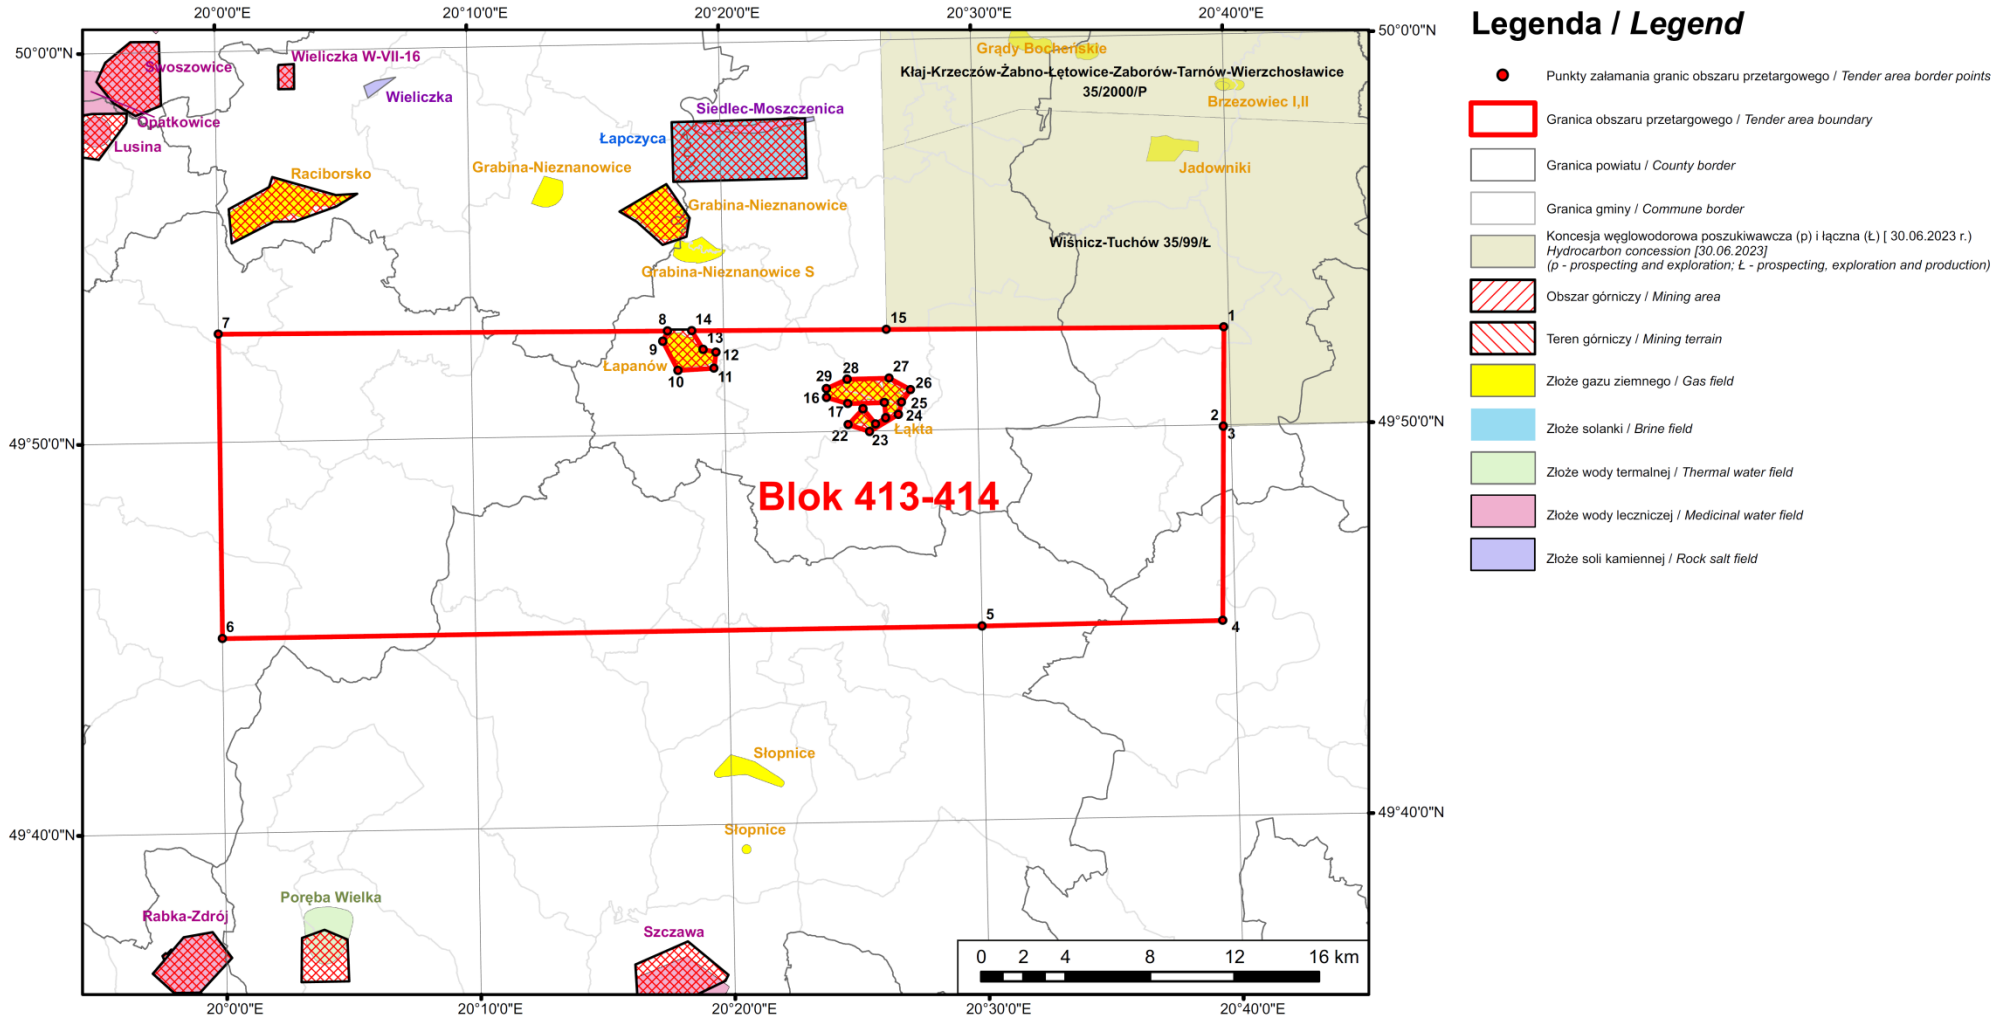 20°0'0"E
20°10'0"E
20°20'0"E
20°30'0"E
20°40'0"E
50°0'0"N
50°0'0"N
Swoszowice
Wieliczka W-VII-16
Wieliczka
Opatkowice
Lusina
Siedlec-Moszczenica
Łapczyca
Raciborsko
Grabina-Nieznanowice
Grabina-Nieznanowice
Grabina-Nieznanowice S
Grądy Bocheńskie
Kłaj-Krzeczów-Żabno-Łętowice-Zaborów-Tarnów-Wierzchosławice
35/2000/P
Brzezowiec I,II
Jadowniki
Wiśnicz-Tuchów 35/99/Ł
7
8
14
15
1
9
13
12
Łapanów
10
11
29
28
27
26
16
17
25
24
22
23
Łąkta
2
3
49°50'0"N
49°50'0"N
Blok 413-414
6
5
4
Słopnice
Słopnice
49°40'0"N
49°40'0"N
Poręba Wielka
Rabka-Zdrój
Szczawa
0 2 4 8 12 16 km
20°0'0"E
20°10'0"E
20°20'0"E
20°30'0"E
20°40'0"E
Legenda / Legend
Punkty załamania granic obszaru przetargowego / Tender area border points
Granica obszaru przetargowego / Tender area boundary
Granica powiatu / County border
Granica gminy / Commune border
Koncesja węglowodorowa poszukiwawcza (p) i łączna (Ł) [ 30.06.2023 r.)
Hydrocarbon concession [30.06.2023]
(p - prospecting and exploration; Ł - prospecting, exploration and production)
Obszar górniczy / Mining area
Teren górniczy / Mining terrain
Złoże gazu ziemnego / Gas field
Złoże solanki / Brine field
Złoże wody termalnej / Thermal water field
Złoże wody leczniczej / Medicinal water field
Złoże soli kamiennej / Rock salt field